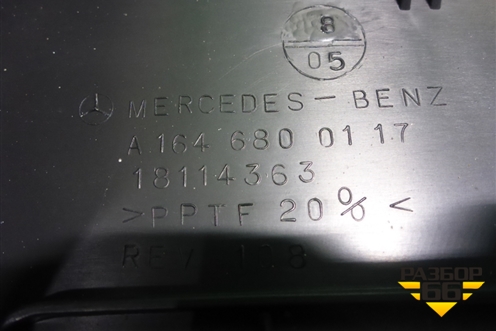 8
05
MERCEDES-BENZ
A 164 680 01 17
18114363
>PPTF 20% <
РАЗБОР
66